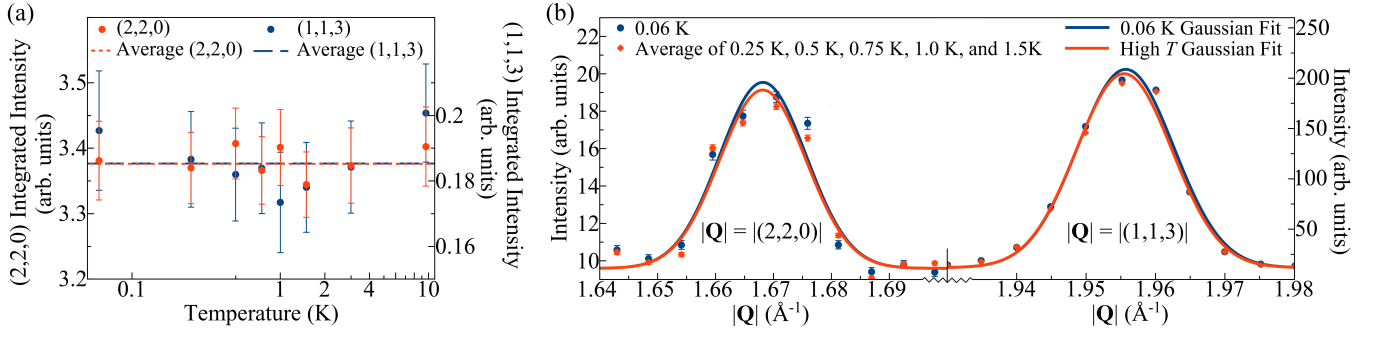 (a)
(2,2,0)
(1,1,3)
Average (2,2,0)
Average (1,1,3)
(2,2,0) Integrated Intensity
(arb. units)
3.5
3.4
3.3
3.2
0.2
0.18
0.16
(1,1,3) Integrated Intensity
(arb. units)
0.1
1
2
4
10
Temperature (K)
(b)
0.06 K
Average of 0.25 K, 0.5 K, 0.75 K, 1.0 K, and 1.5K
0.06 K Gaussian Fit
High T Gaussian Fit
Intensity (arb. units)
22
20
18
16
14
12
10
250
200
150
100
50
Intensity (arb. units)
|Q| = |(2,2,0)|
|Q| = |(1,1,3)|
1.64
1.65
1.66
1.67
1.68
1.69
1.94
1.95
1.96
1.97
1.98
|Q| (Å-1)
|Q| (Å-1)